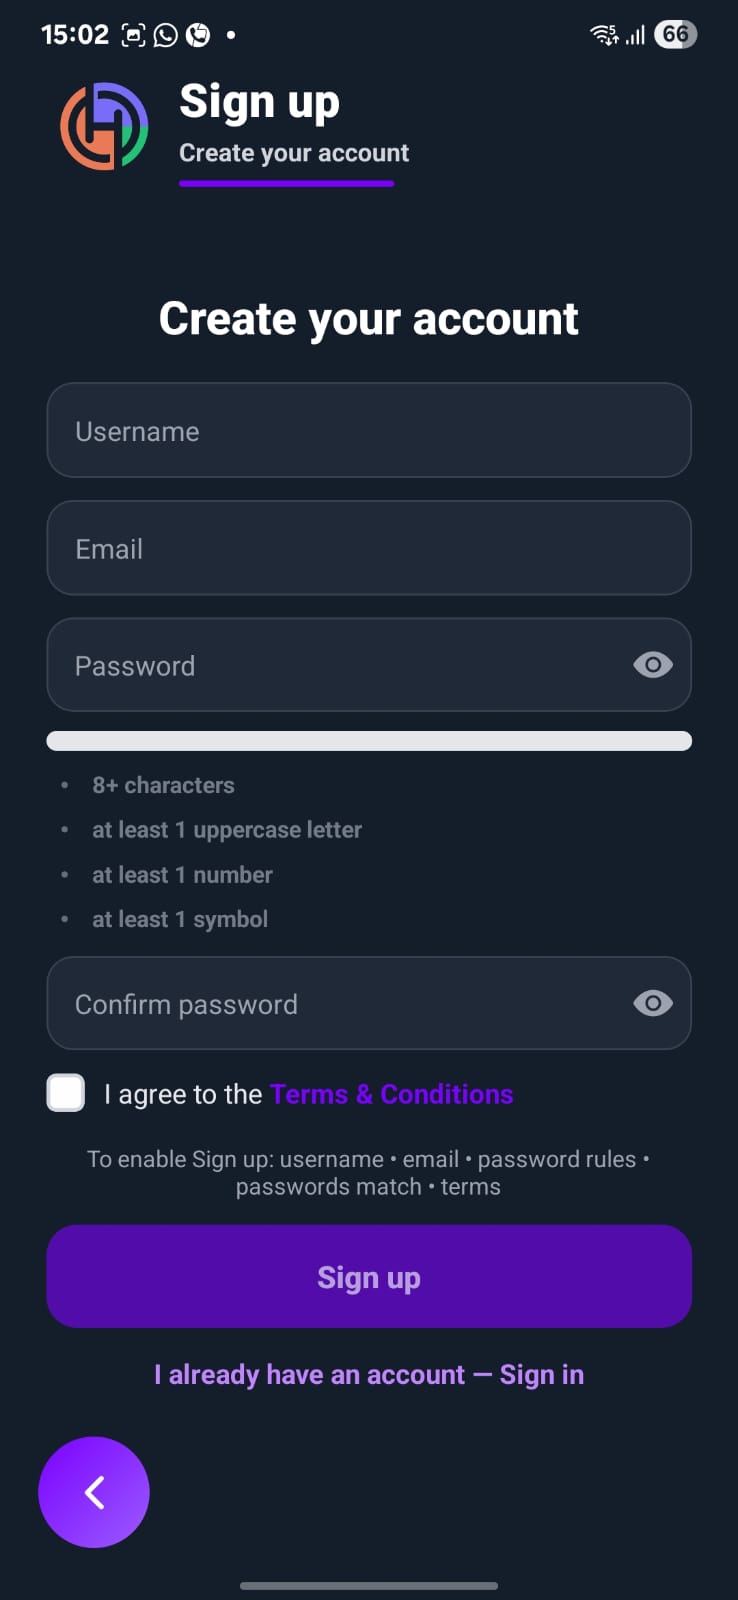 15:02
5
66
Sign up
Create your account
Create your account
Username
Email
Password
• 8+ characters
• at least 1 uppercase letter
• at least 1 number
• at least 1 symbol
Confirm password
I agree to the Terms & Conditions
To enable Sign up: username • email • password rules •
passwords match • terms
Sign up
I already have an account — Sign in